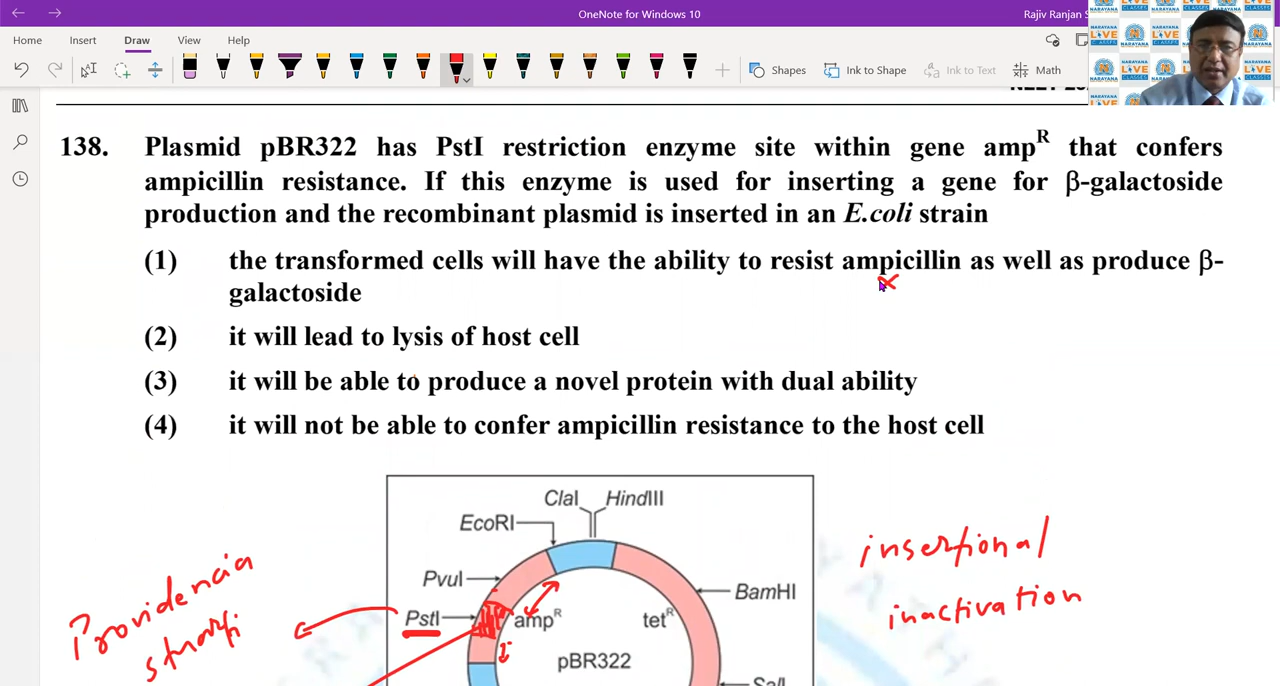 OneNote for Windows 10
Rajiv Ranjan S
Home Insert Draw View Help
Shapes Ink to Shape Ink to Text Math
138. Plasmid pBR322 has PstI restriction enzyme site within gene ampᴿ that confers
ampicillin resistance. If this enzyme is used for inserting a gene for β-galactoside
production and the recombinant plasmid is inserted in an E.coli strain
(1) the transformed cells will have the ability to resist ampicillin as well as produce β-
galactoside
(2) it will lead to lysis of host cell
(3) it will be able to produce a novel protein with dual ability
(4) it will not be able to confer ampicillin resistance to the host cell
ClaI HindIII
EcoRI
PvuI
BamHI
PstI
ampᴿ
tetᴿ
pBR322
SalI
insertional
inactivation
Providencia